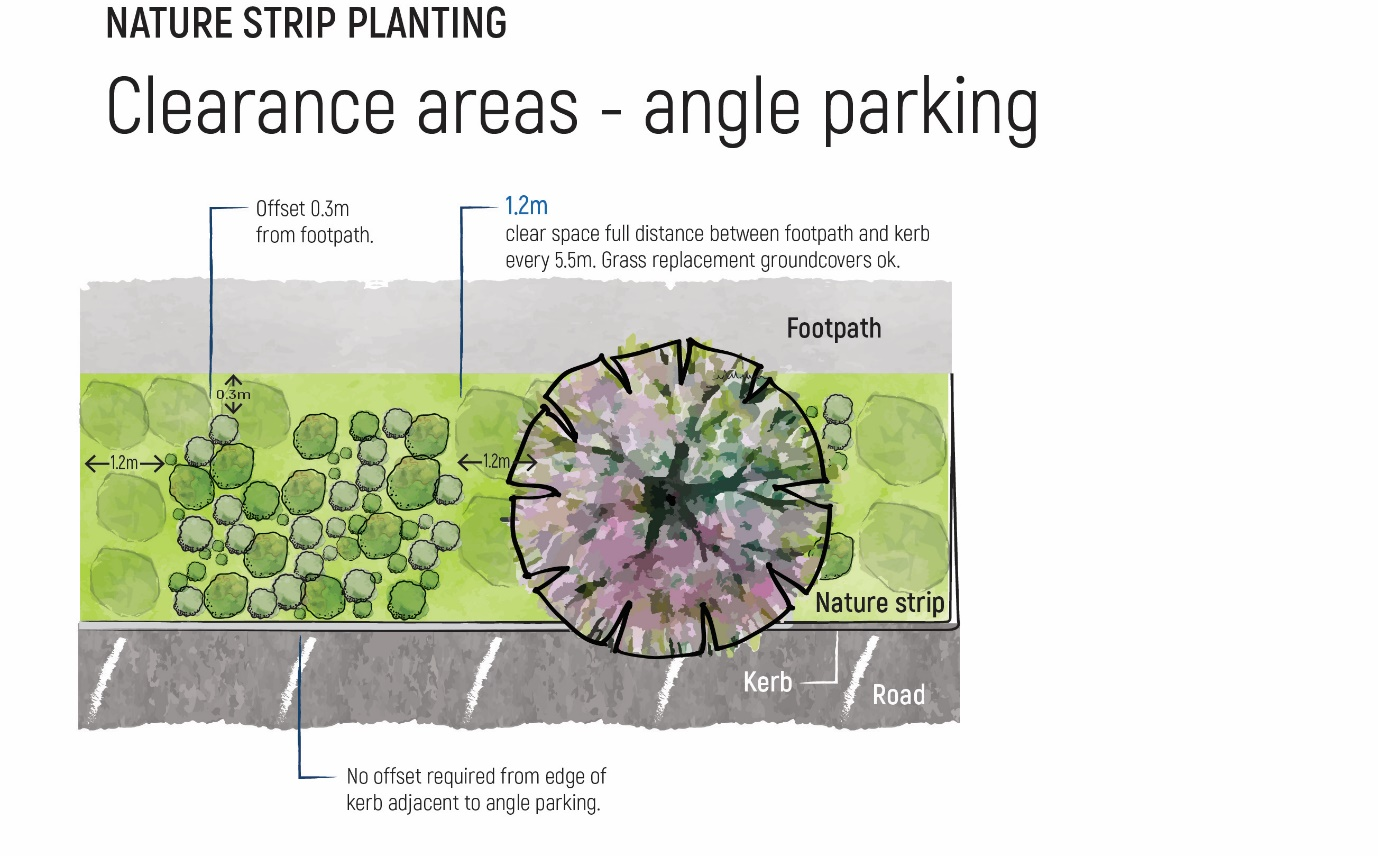 NATURE STRIP PLANTING
Clearance areas - angle parking
Offset 0.3m
from footpath.
1.2m
clear space full distance between footpath and kerb
every 5.5m. Grass replacement groundcovers ok.
Footpath
0.3m
1.2m
1.2m
Nature strip
Kerb
Road
No offset required from edge of
kerb adjacent to angle parking.